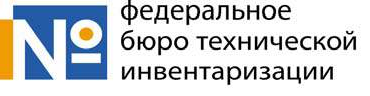 №
федеральное
бюро технической
инвентаризации